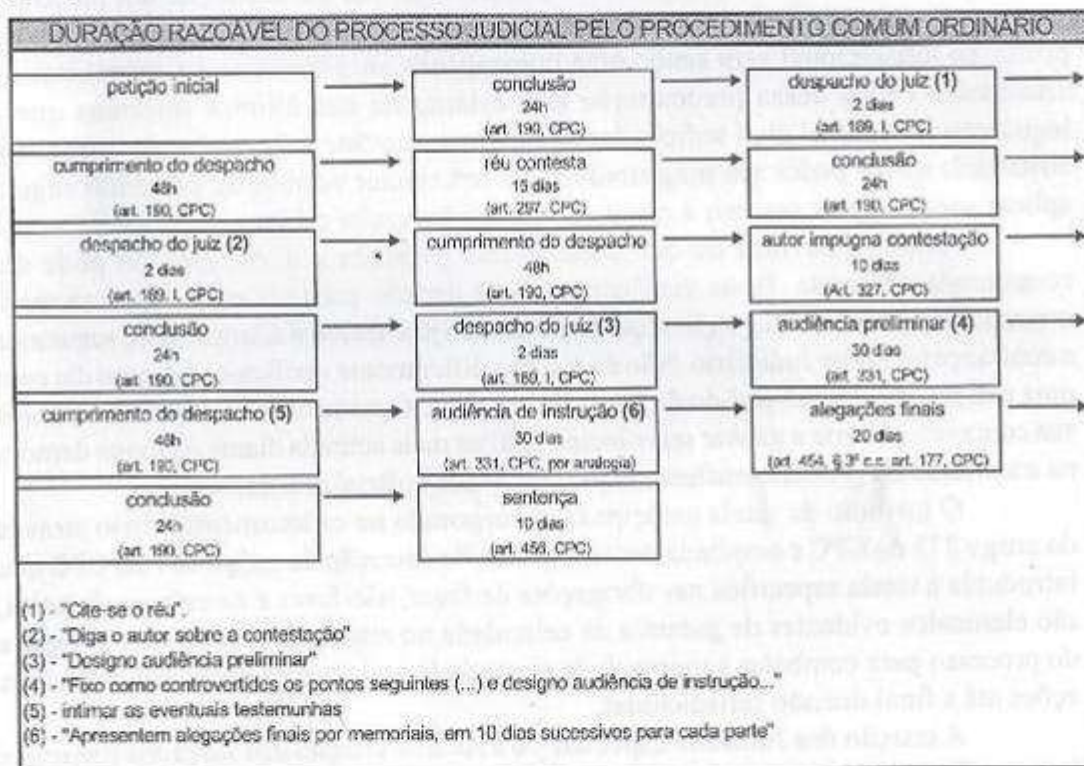 DURAÇÃO RAZOÁVEL DO PROCESSO JUDICIAL PELO PROCEDIMENTO COMUM ORDINÁRIO
petição inicial
conclusão
24h
(art. 190, CPC)
despacho do juiz (1)
2 dias
(art. 189, I, CPC)
cumprimento do despacho
48h
(art. 190, CPC)
réu contesta
15 dias
(art. 297, CPC)
conclusão
24h
(art. 190, CPC)
despacho do juiz (2)
2 dias
(art. 189, I, CPC)
cumprimento do despacho
48h
(art. 190, CPC)
autor impugna contestação
10 dias
(Art. 327, CPC)
conclusão
24h
(art. 190, CPC)
despacho do juiz (3)
2 dias
(art. 189, I, CPC)
audiência preliminar (4)
30 dias
(art. 331, CPC)
cumprimento do despacho (5)
48h
(art. 190, CPC)
audiência de instrução (6)
30 dias
(art. 331, CPC, por analogia)
alegações finais
20 dias
(art. 454, § 3º c.c. art. 177, CPC)
conclusão
24h
(art. 190, CPC)
sentença
10 dias
(art. 456, CPC)
(1) - "Cite-se o réu".
(2) - "Diga o autor sobre a contestação"
(3) - "Designo audiência preliminar"
(4) - "Fixo como controvertidos os pontos seguintes (...) e designo audiência de instrução..."
(5) - intimar as eventuais testemunhas
(6) - "Apresentem alegações finais por memoriais, em 10 dias sucessivos para cada parte"